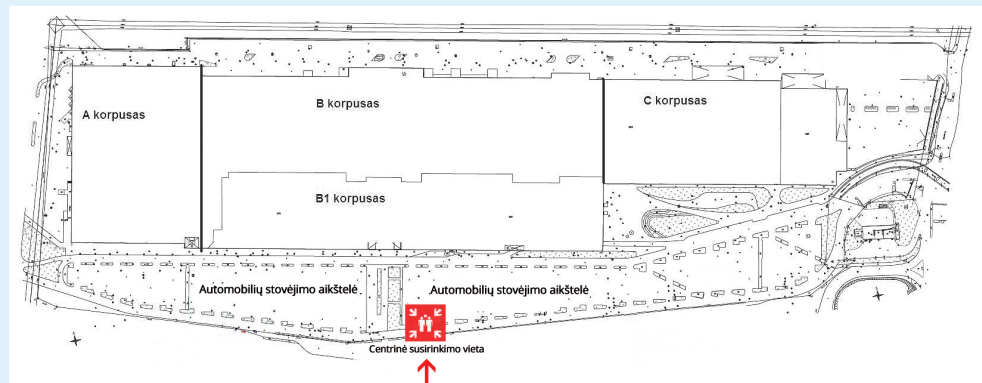 A korpusas
B korpusas
C korpusas
B1 korpusas
Automobilių stovėjimo aikštelė
Automobilių stovėjimo aikštelė
Centrinė susirinkimo vieta